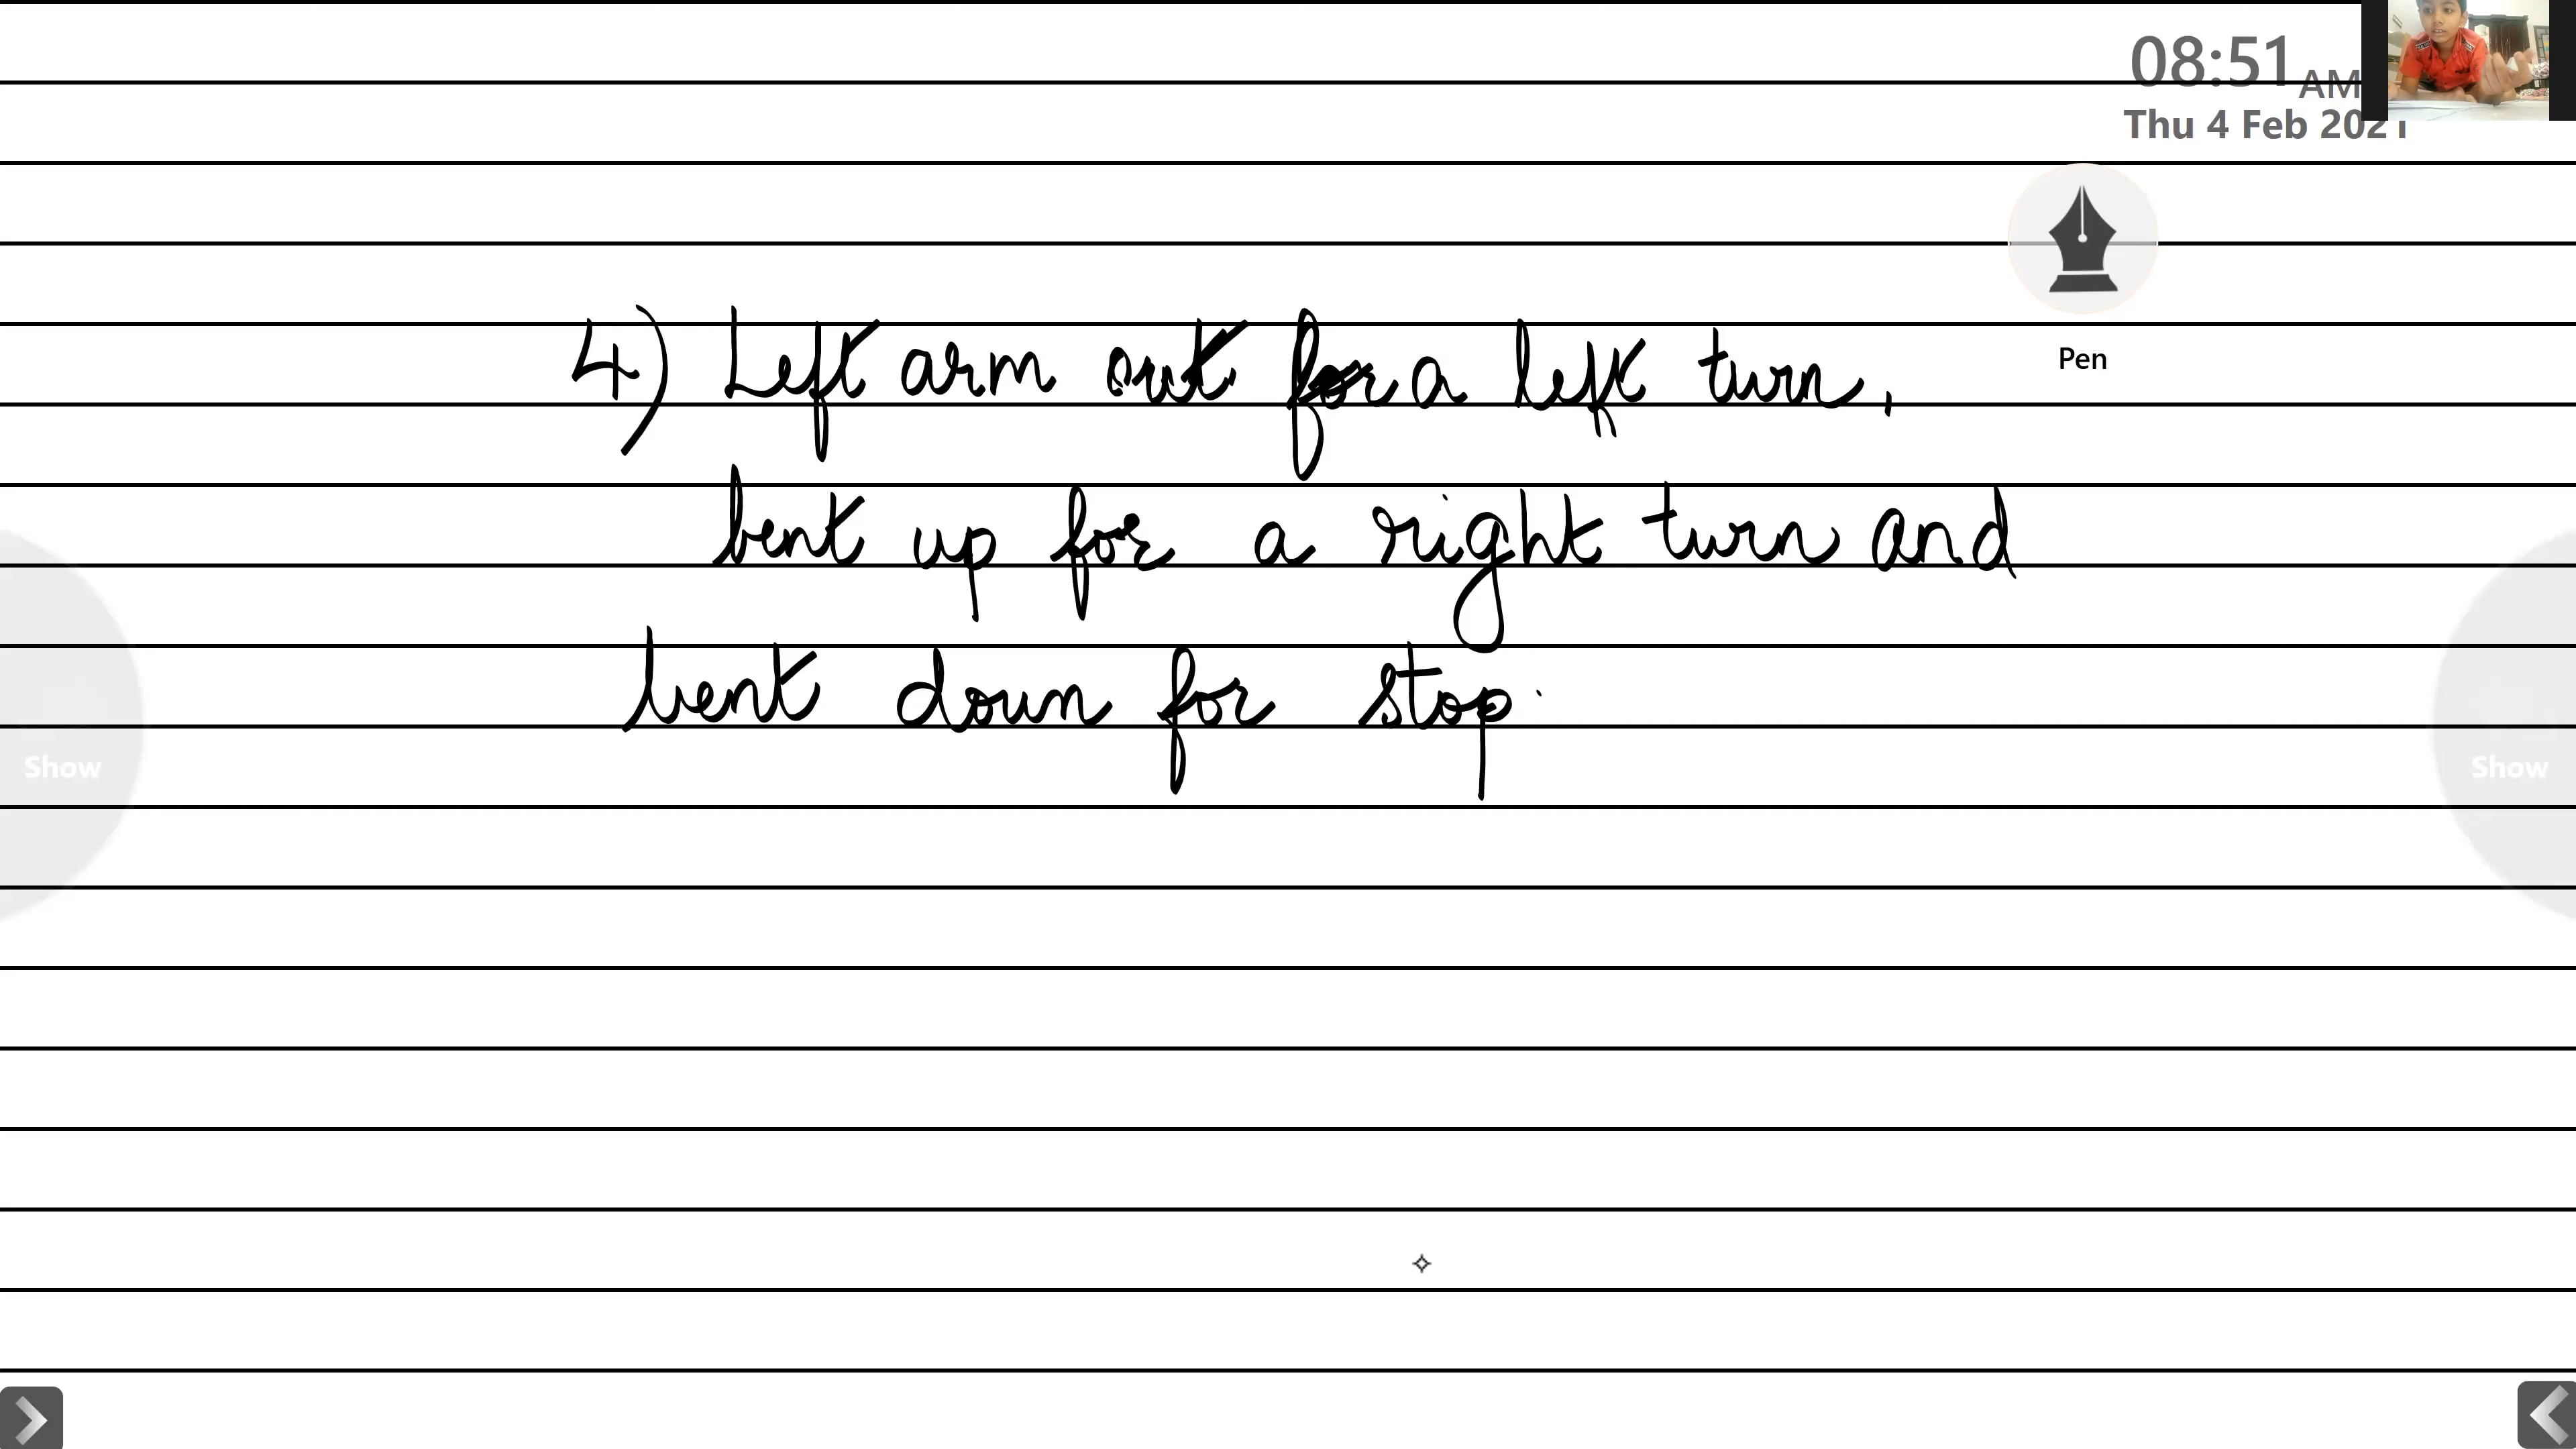 08:51 AM
Thu 4 Feb 2021
Pen
4) Left arm out for a left turn,
bent up for a right turn and
bent down for stop.
Show
Show